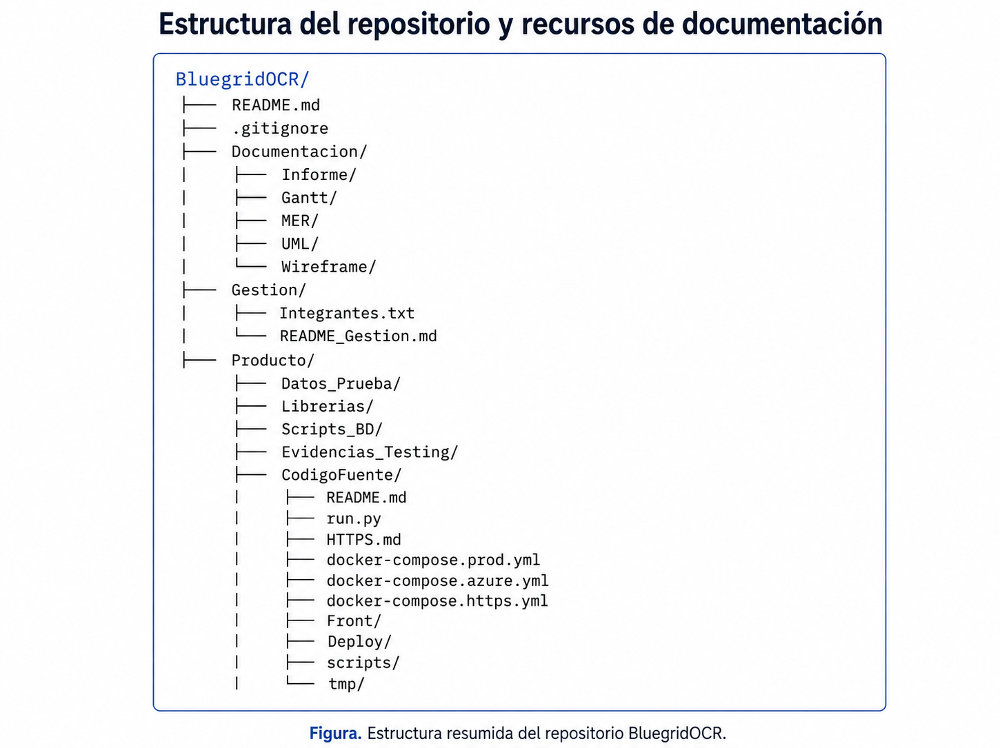 Estructura del repositorio y recursos de documentación
BluegridOCR/
├── README.md
├── .gitignore
├── Documentacion/
│   ├── Informe/
│   ├── Gantt/
│   ├── MER/
│   ├── UML/
│   └── Wireframe/
├── Gestion/
│   ├── Integrantes.txt
│   └── README_Gestion.md
├── Producto/
    ├── Datos_Prueba/
    ├── Librerias/
    ├── Scripts_BD/
    ├── Evidencias_Testing/
    ├── CodigoFuente/
    │   ├── README.md
    │   ├── run.py
    │   ├── HTTPS.md
    │   ├── docker-compose.prod.yml
    │   ├── docker-compose.azure.yml
    │   ├── docker-compose.https.yml
    │   ├── Front/
    │   ├── Deploy/
    │   ├── scripts/
    │   └── tmp/
Figura. Estructura resumida del repositorio BluegridOCR.